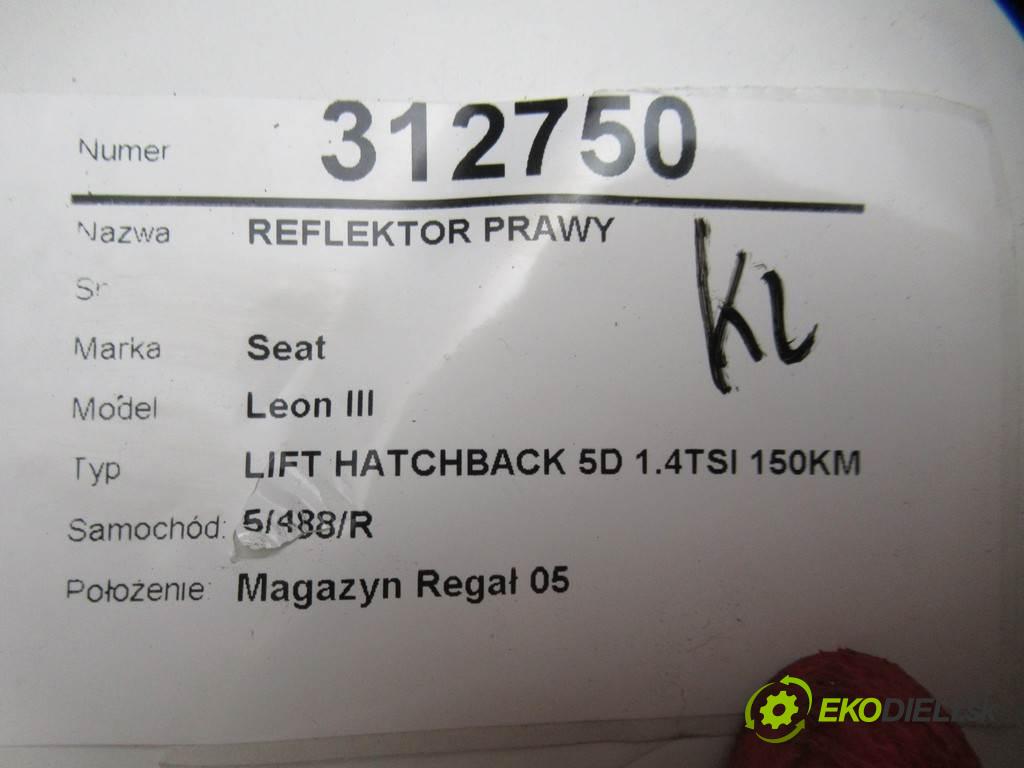 Numer 312750
Nazwa REFLEKTOR PRAWY
Marka Seat
Model Leon III
Typ LIFT HATCHBACK 5D 1.4TSI 150KM
Samochód: 5/488/R
Położenie: Magazyn Regał 05
EKODIELY.sk